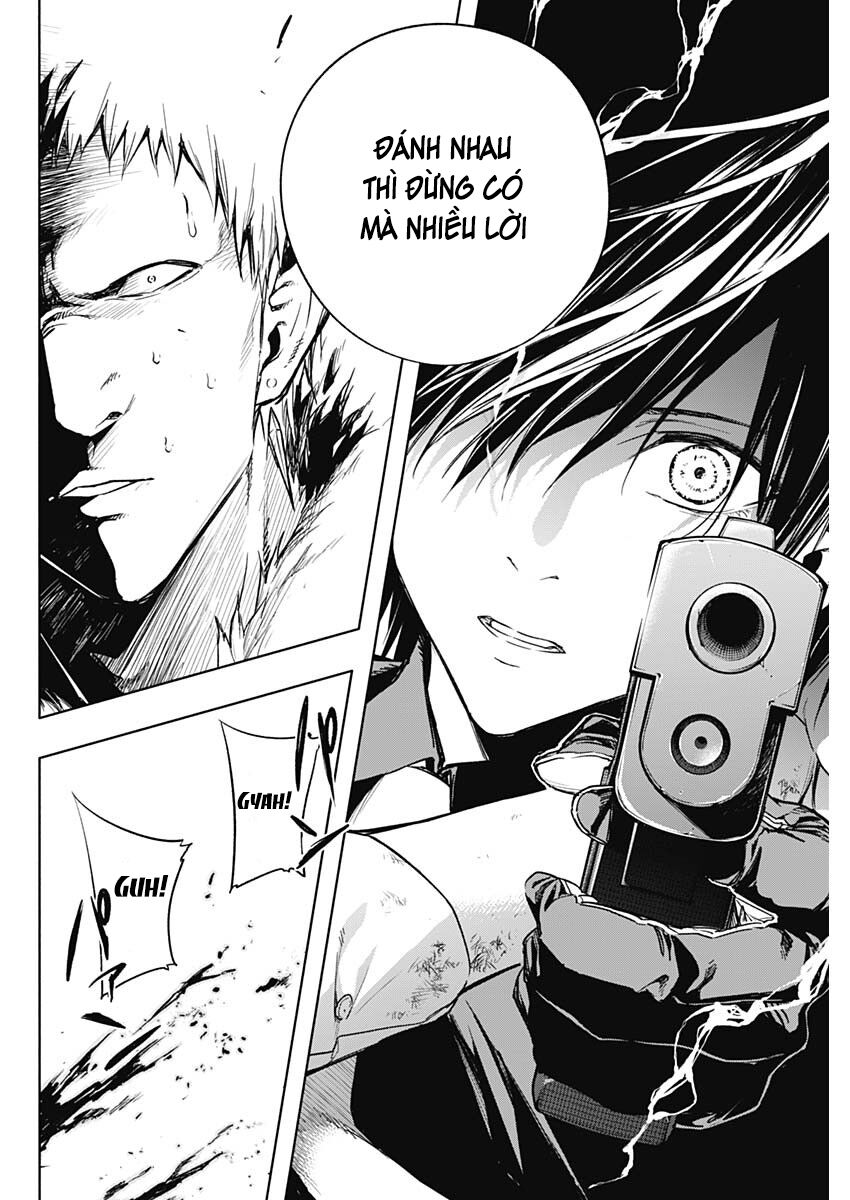 ĐÁNH NHAU
THÌ ĐỪNG CÓ
MÀ NHIỀU LỜI
GYAH!
GUH!